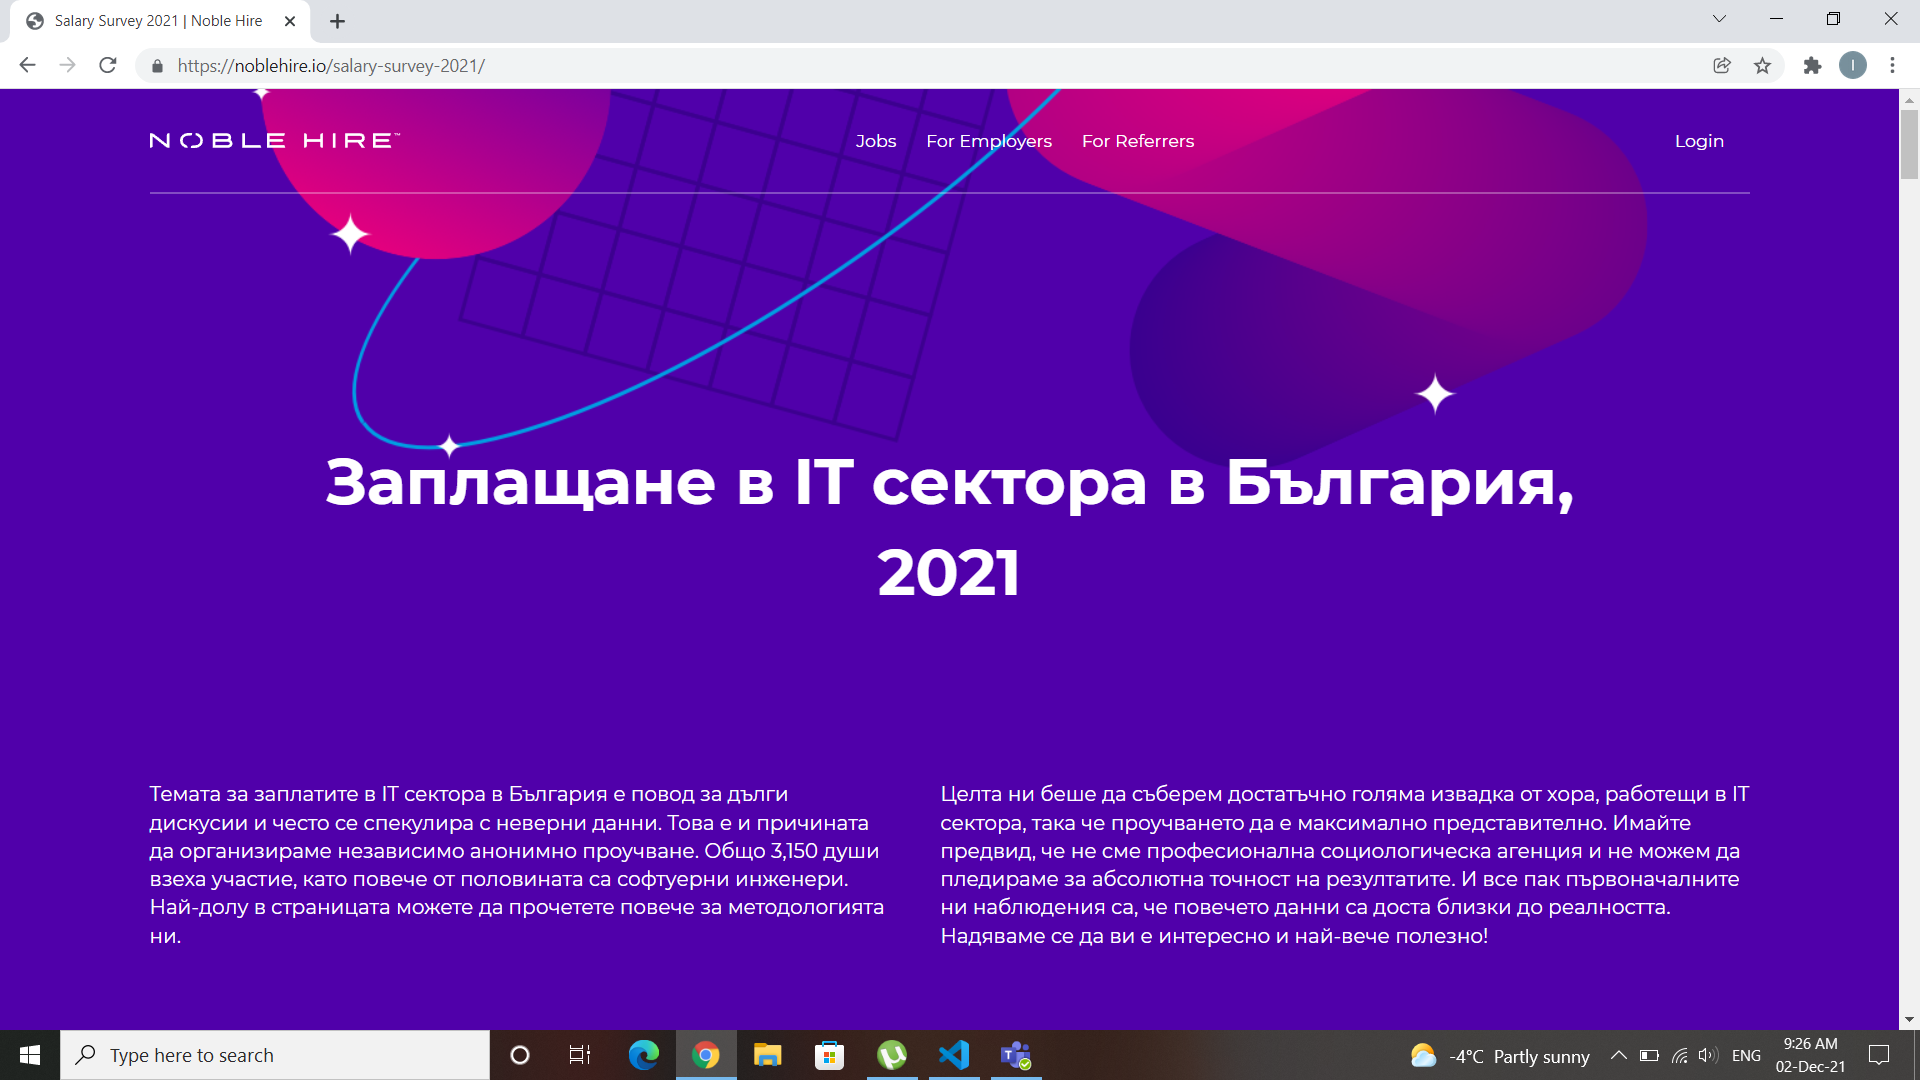 Salary Survey 2021 | Noble Hire
https://noblehire.io/salary-survey-2021/
I
NOBLE HIRE™
Jobs For Employers For Referrers Login
Заплащане в IT сектора в България,
2021
Темата за заплатите в IT сектора в България е повод за дълги
дискусии и често се спекулира с неверни данни. Това е и причината
да организираме независимо анонимно проучване. Общо 3,150 души
взеха участие, като повече от половината са софтуерни инженери.
Най-долу в страницата можете да прочетете повече за методологията
ни.
Целта ни беше да съберем достатъчно голяма извадка от хора, работещи в IT
сектора, така че проучването да е максимално представително. Имайте
предвид, че не сме професионална социологическа агенция и не можем да
пледираме за абсолютна точност на резултатите. И все пак първоначалните
ни наблюдения са, че повечето данни са доста близки до реалността.
Надяваме се да ви е интересно и най-вече полезно!
Type here to search
-4°C Partly sunny
ENG
9:26 AM
02-Dec-21